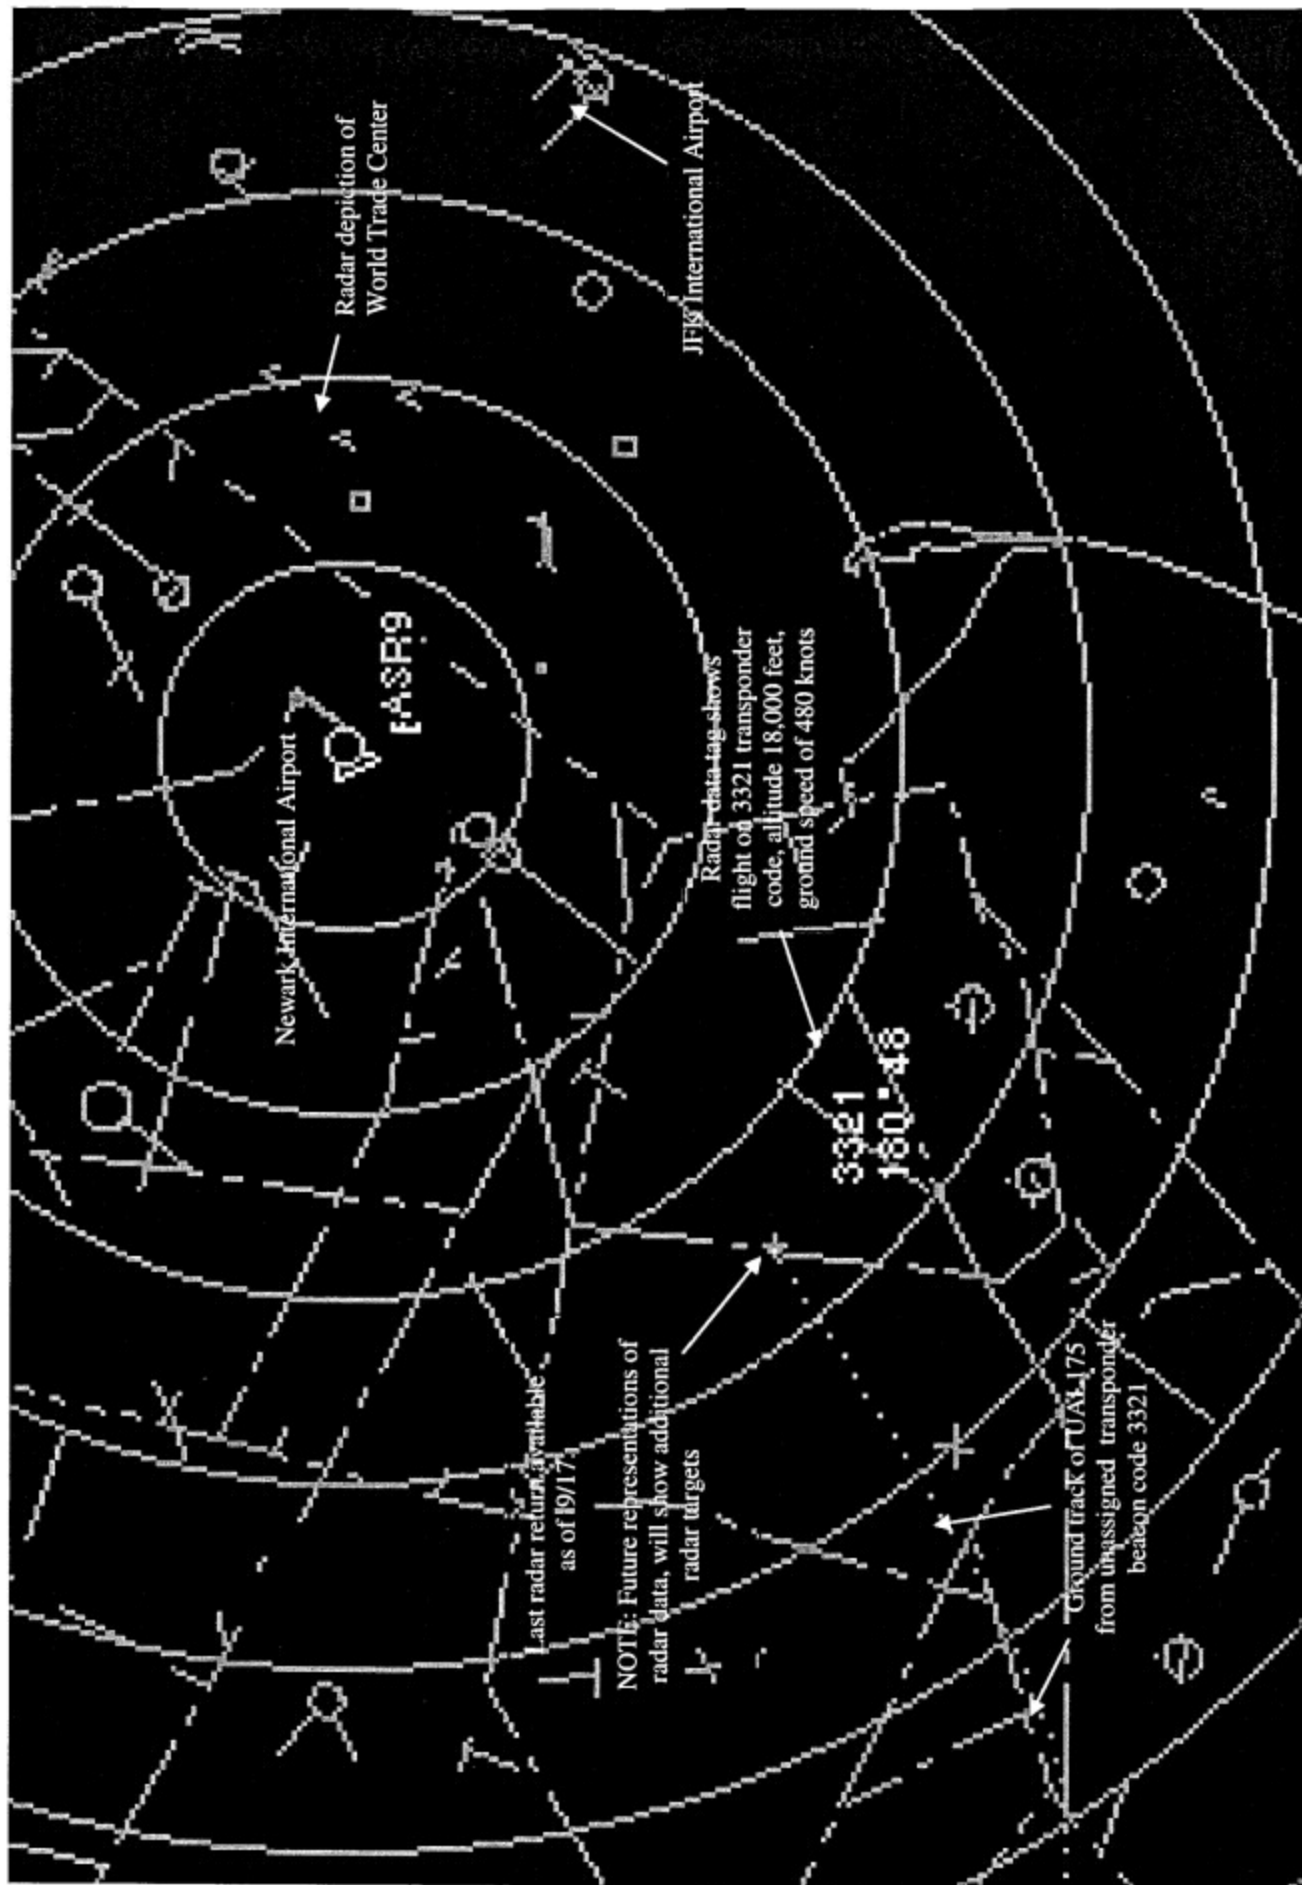 Radar depiction of
World Trade Center
JFK International Airport
Newark International Airport
EASR9
Radar data tag shows
flight on 3321 transponder
code, altitude 18,000 feet,
ground speed of 480 knots
3321
180 48
Last radar return available
as of 19/17.
NOTE: Future representations of
radar data, will show additional
radar targets
Ground track of UAL175
from unassigned transponder
beacon code 3321